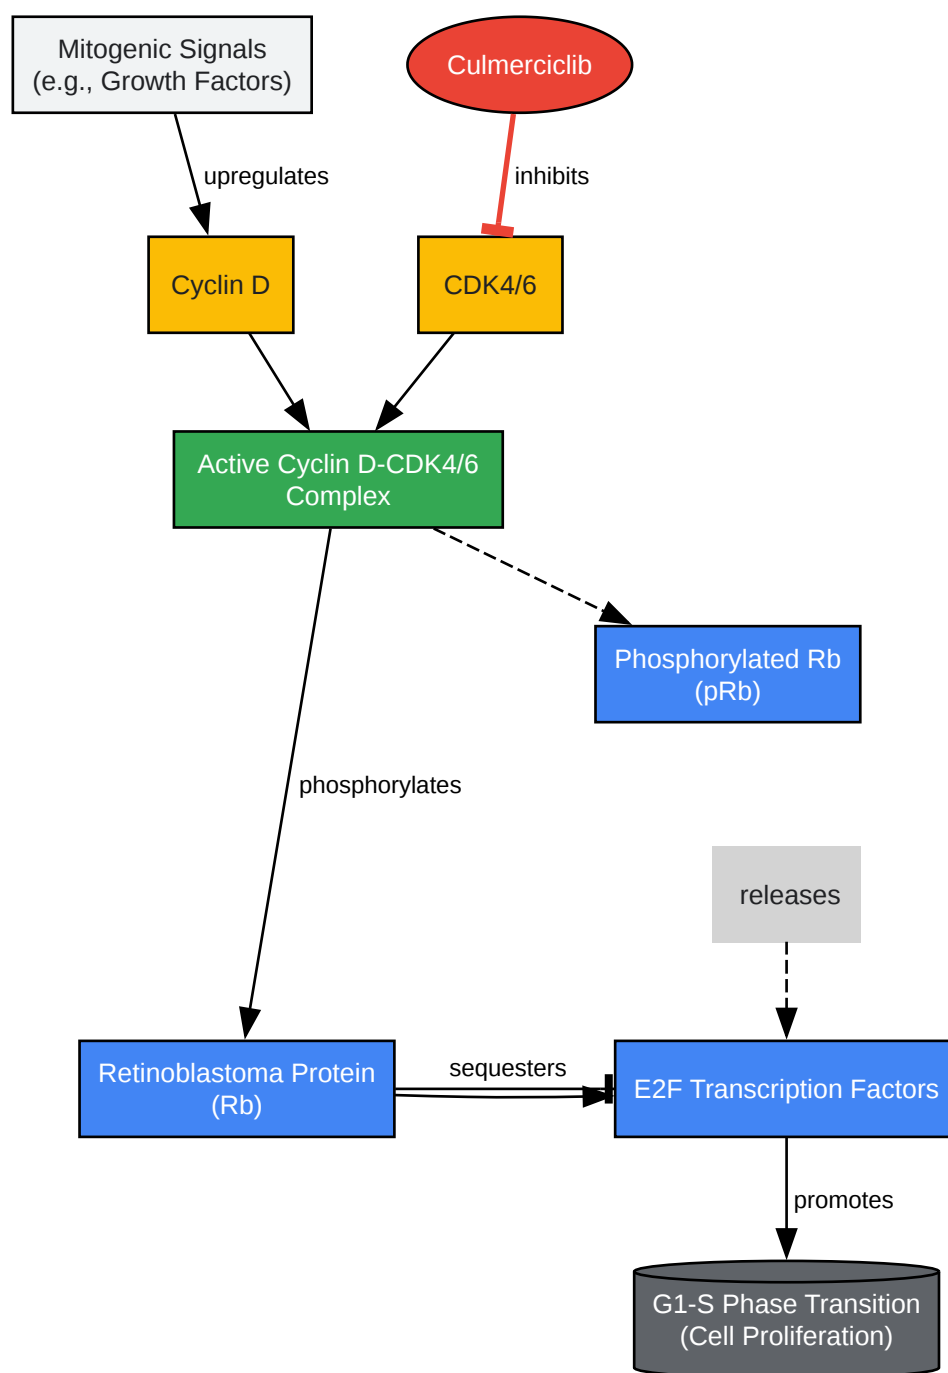 Mitogenic Signals
(e.g., Growth Factors)
Culmerciclib
upregulates
inhibits
Cyclin D
CDK4/6
Active Cyclin D-CDK4/6
Complex
Phosphorylated Rb
(pRb)
phosphorylates
releases
Retinoblastoma Protein
(Rb)
sequesters
E2F Transcription Factors
promotes
G1-S Phase Transition
(Cell Proliferation)